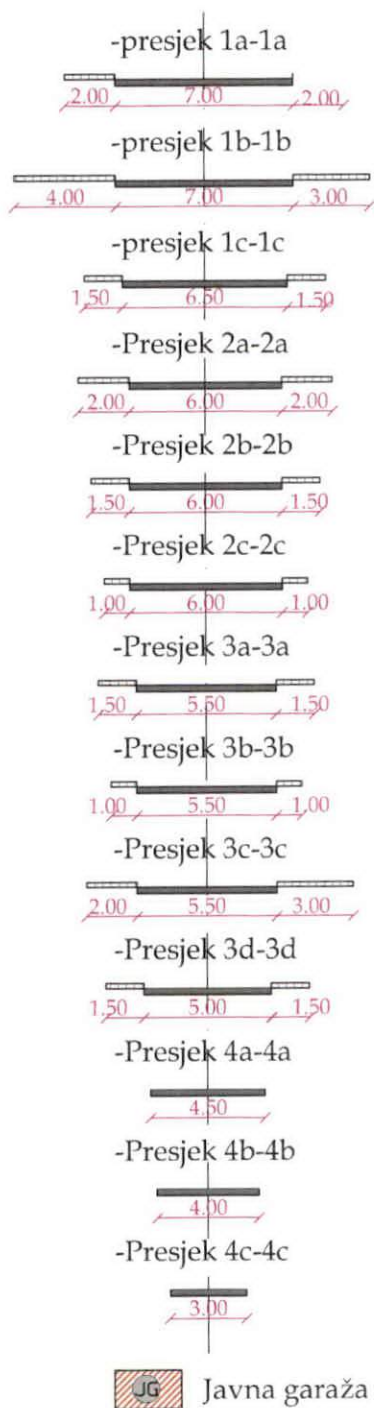 -presjek 1a-1a
2.00 7.00 2.00
-presjek 1b-1b
4.00 7.00 3.00
-presjek 1c-1c
1.50 6.50 1.50
-Presjek 2a-2a
2.00 6.00 2.00
-Presjek 2b-2b
1.50 6.00 1.50
-Presjek 2c-2c
1.00 6.00 1.00
-Presjek 3a-3a
1.50 5.50 1.50
-Presjek 3b-3b
1.00 5.50 1.00
-Presjek 3c-3c
2.00 5.50 3.00
-Presjek 3d-3d
1.50 5.00 1.50
-Presjek 4a-4a
4.50
-Presjek 4b-4b
4.00
-Presjek 4c-4c
3.00
JG Javna garaža